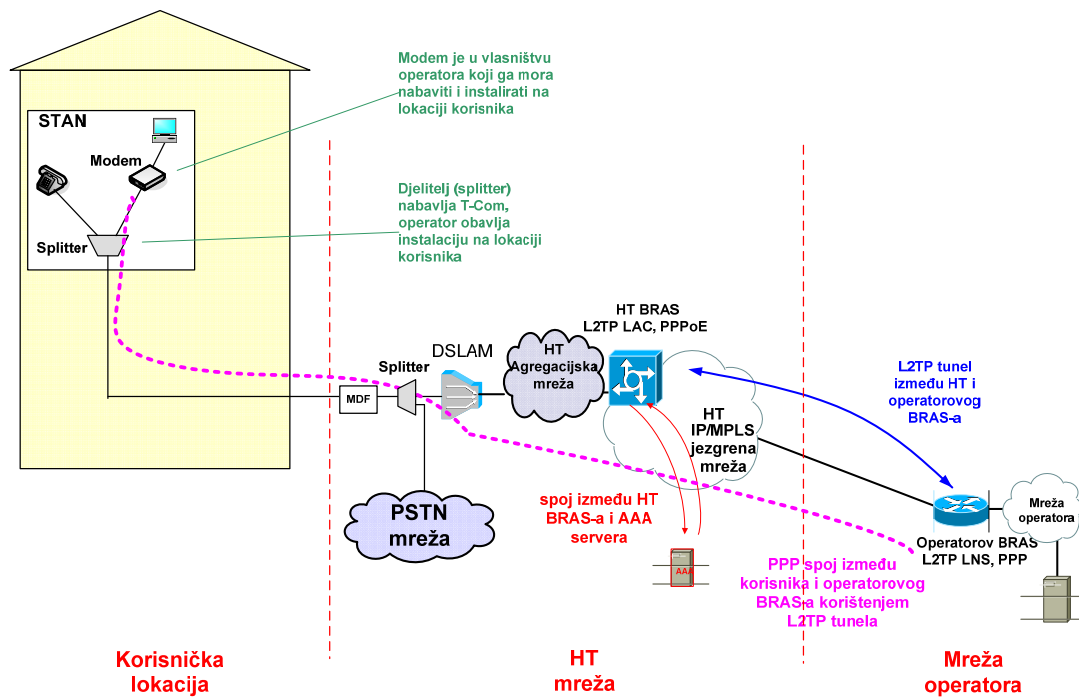 Modem je u vlasništvu
operatora koji ga mora
nabaviti i instalirati na
lokaciji korisnika
STAN
Modem
Djelitelj (splitter)
nabavlja T-Com,
operator obavlja
instalaciju na lokaciji
korisnika
Splitter
HT BRAS
L2TP LAC, PPPoE
DSLAM
HT
Agregacijska
mreža
Splitter
MDF
L2TP tunel
između HT i
operatorovog
BRAS-a
HT
IP/MPLS
jezgrena
mreža
PSTN
mreža
spoj između HT
BRAS-a i AAA
servera
AAA
Mreža
operatora
Operatorov BRAS
L2TP LNS, PPP
PPP spoj između
korisnika i operatorovog
BRAS-a korištenjem
L2TP tunela
Korisnička
lokacija
HT
mreža
Mreža
operatora